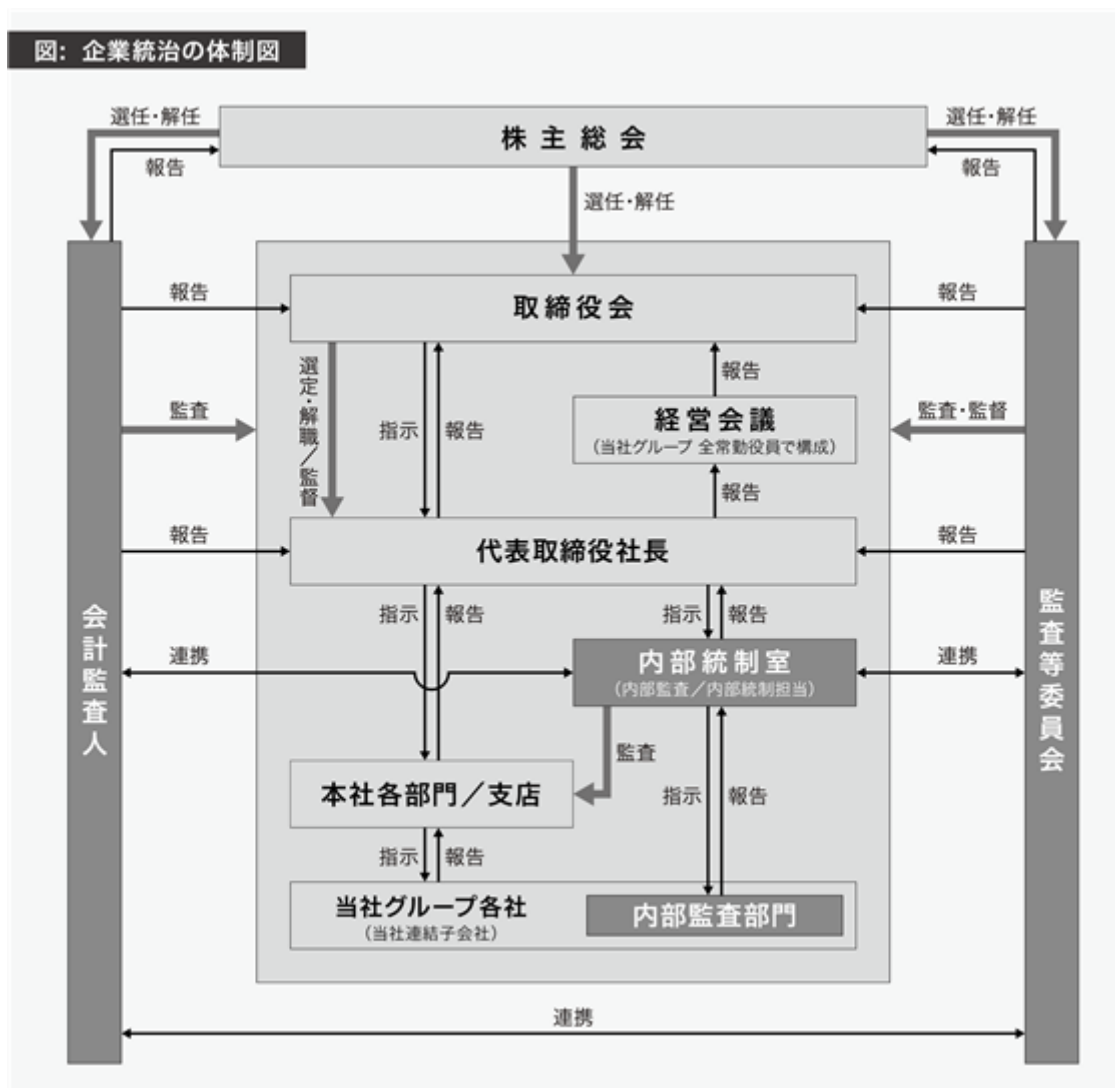 図: 企業統治の体制図
選任・解任
株主総会
選任・解任
報告
報告
選任・解任
報告
取締役会
報告
選定・解職／監督
指示
報告
報告
経営会議
(当社グループ 全常勤役員で構成)
監査
監査・監督
報告
報告
代表取締役社長
報告
指示
報告
指示
報告
会計監査人
監査等委員会
連携
内部統制室
(内部監査／内部統制担当)
連携
監査
本社各部門／支店
指示
報告
指示
報告
当社グループ各社
(当社連結子会社)
内部監査部門
連携